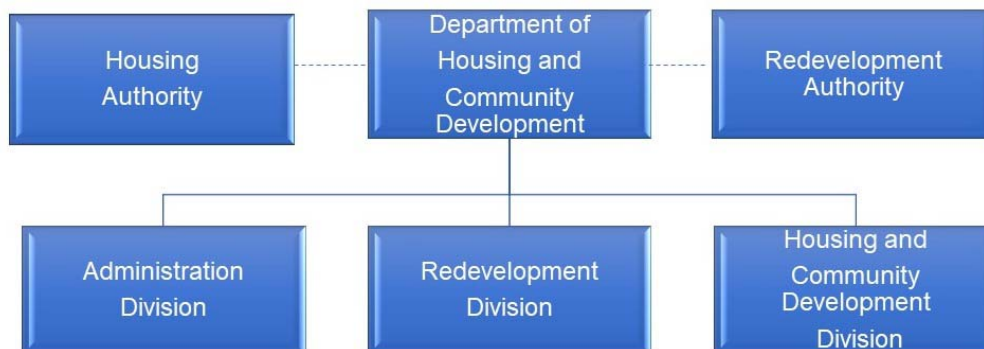 Housing
Authority
Department of
Housing and
Community
Development
Redevelopment
Authority
Administration
Division
Redevelopment
Division
Housing and
Community
Development
Division